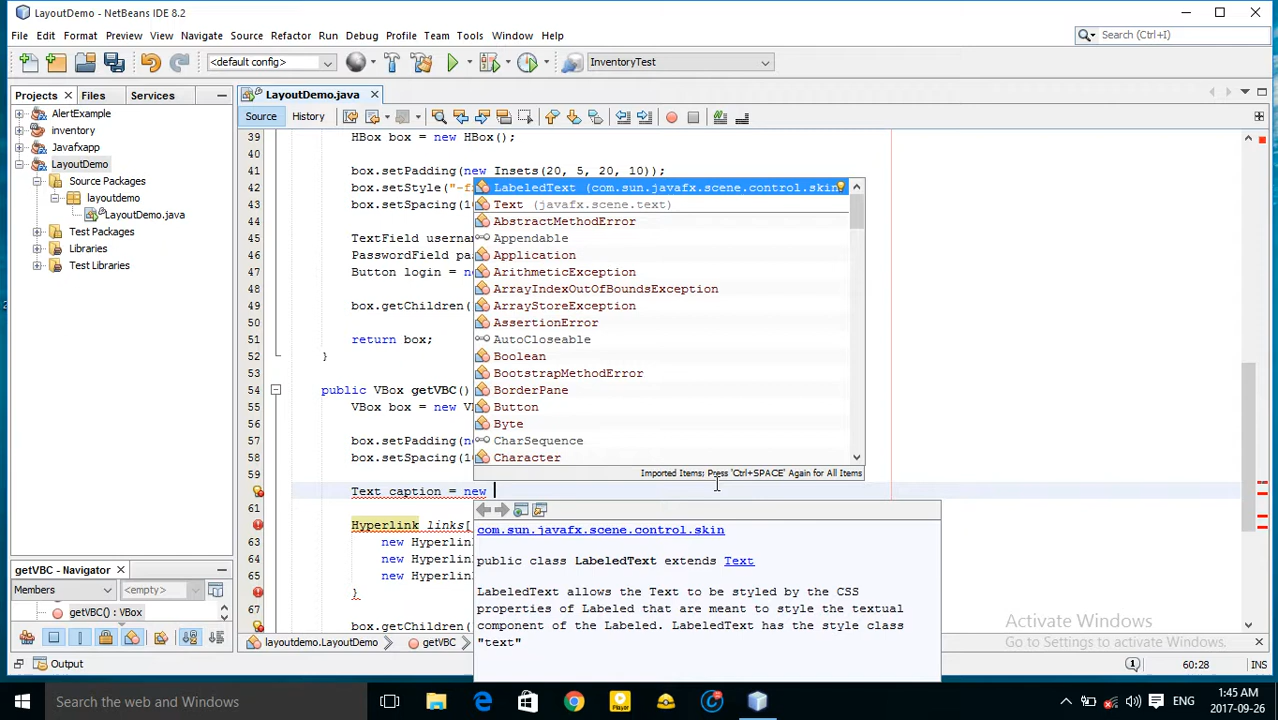 LayoutDemo - NetBeans IDE 8.2
File Edit Format Preview View Navigate Source Refactor Run Debug Profile Team Tools Window Help
Search (Ctrl+I)
<default config>
InventoryTest
Projects Files Services
LayoutDemo.java
Source History
AlertExample
inventory
Javafxapp
LayoutDemo
Source Packages
layoutdemo
LayoutDemo.java
Test Packages
Libraries
Test Libraries
39 HBox box = new HBox();
40
41 box.setPadding(new Insets(20, 5, 20, 10));
42 box.setStyle("-f
43 box.setSpacing(10
45 TextField usernam
46 PasswordField pa
47 Button login = ne
48
49 box.getChildren(
50
51 return box;
52 }
53
54 public VBox getVBC()
55 VBox box = new V
57 box.setPadding(ne
58 box.setSpacing(10
59
Text caption = new
61
Hyperlink links[
63 new Hyperlin
64 new Hyperlin
65 new Hyperlin
}
67
box.getChildren(
LabeledText (com.sun.javafx.scene.control.skin
Text (javafx.scene.text)
AbstractMethodError
Appendable
Application
ArithmeticException
ArrayIndexOutOfBoundsException
ArrayStoreException
AssertionError
AutoCloseable
Boolean
BootstrapMethodError
BorderPane
Button
Byte
CharSequence
Character
Imported Items; Press 'Ctrl+SPACE' Again for All Items
com.sun.javafx.scene.control.skin
public class LabeledText extends Text
LabeledText allows the Text to be styled by the CSS
properties of Labeled that are meant to style the textual
component of the Labeled. LabeledText has the style class
"text"
getVBC - Navigator
Members <empty>
getVBC() : VBox
layoutdemo.LayoutDemo getVBC
Output
Activate Windows
Go to Settings to activate Windows.
1 60:28 INS
Search the web and Windows
Player
ENG
1:45 AM
2017-09-26